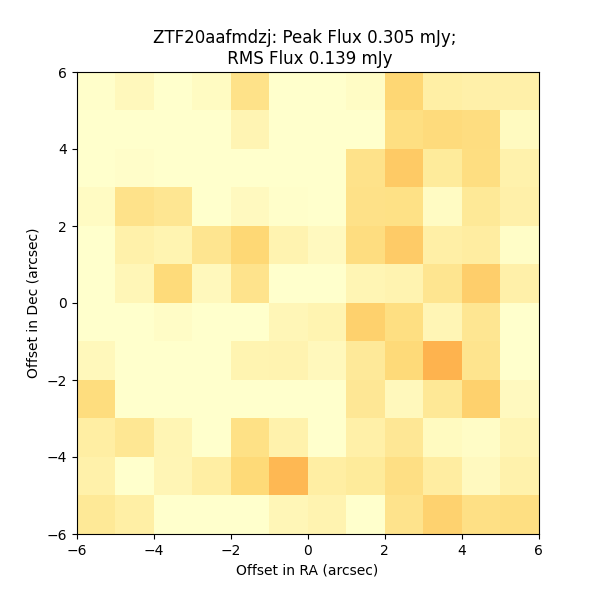 ZTF20aafmdzj: Peak Flux 0.305 mJy;
RMS Flux 0.139 mJy
6
4
2
0
−2
−4
−6
Offset in Dec (arcsec)
−6 −4 −2 0 2 4 6
Offset in RA (arcsec)